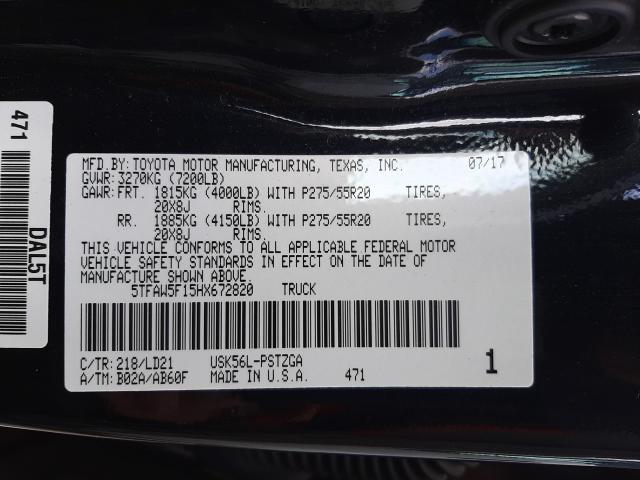 MFD.BY:TOYOTA MOTOR MANUFACTURING, TEXAS, INC. 07/17
GVWR:3270KG (7200LB)
GAWR:FRT. 1815KG (4000LB) WITH P275/55R20 TIRES,
20X8J RIMS.
RR. 1885KG (4150LB) WITH P275/55R20 TIRES,
20X8J RIMS.
THIS VEHICLE CONFORMS TO ALL APPLICABLE FEDERAL MOTOR
VEHICLE SAFETY STANDARDS IN EFFECT ON THE DATE OF
MANUFACTURE SHOWN ABOVE.
5TFAW5F15HX672820 TRUCK
C/TR:218/LD21 USK56L-PSTZGA
A/TM:B02A/AB60F MADE IN U.S.A. 471
1
471
DAL5T